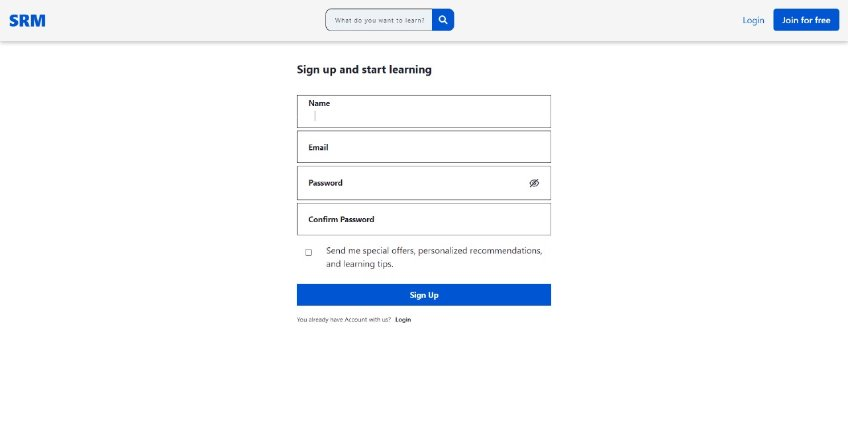 SRM
What do you want to learn?
Login
Join for free
Sign up and start learning
Name
Email
Password
Confirm Password
Send me special offers, personalized recommendations,
and learning tips.
Sign Up
You already have Account with us? Login